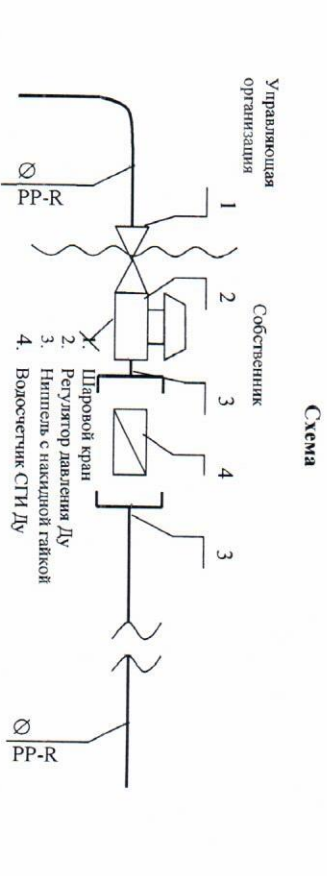 Схема
Управляющая
организация
Собственник
1
2
3
4
3
Ø
PP-R
Ø
PP-R
1. Шаровой кран
2. Регулятор давления Ду
3. Ниппель с накидной гайкой
4. Водосчетчик СГИ Ду